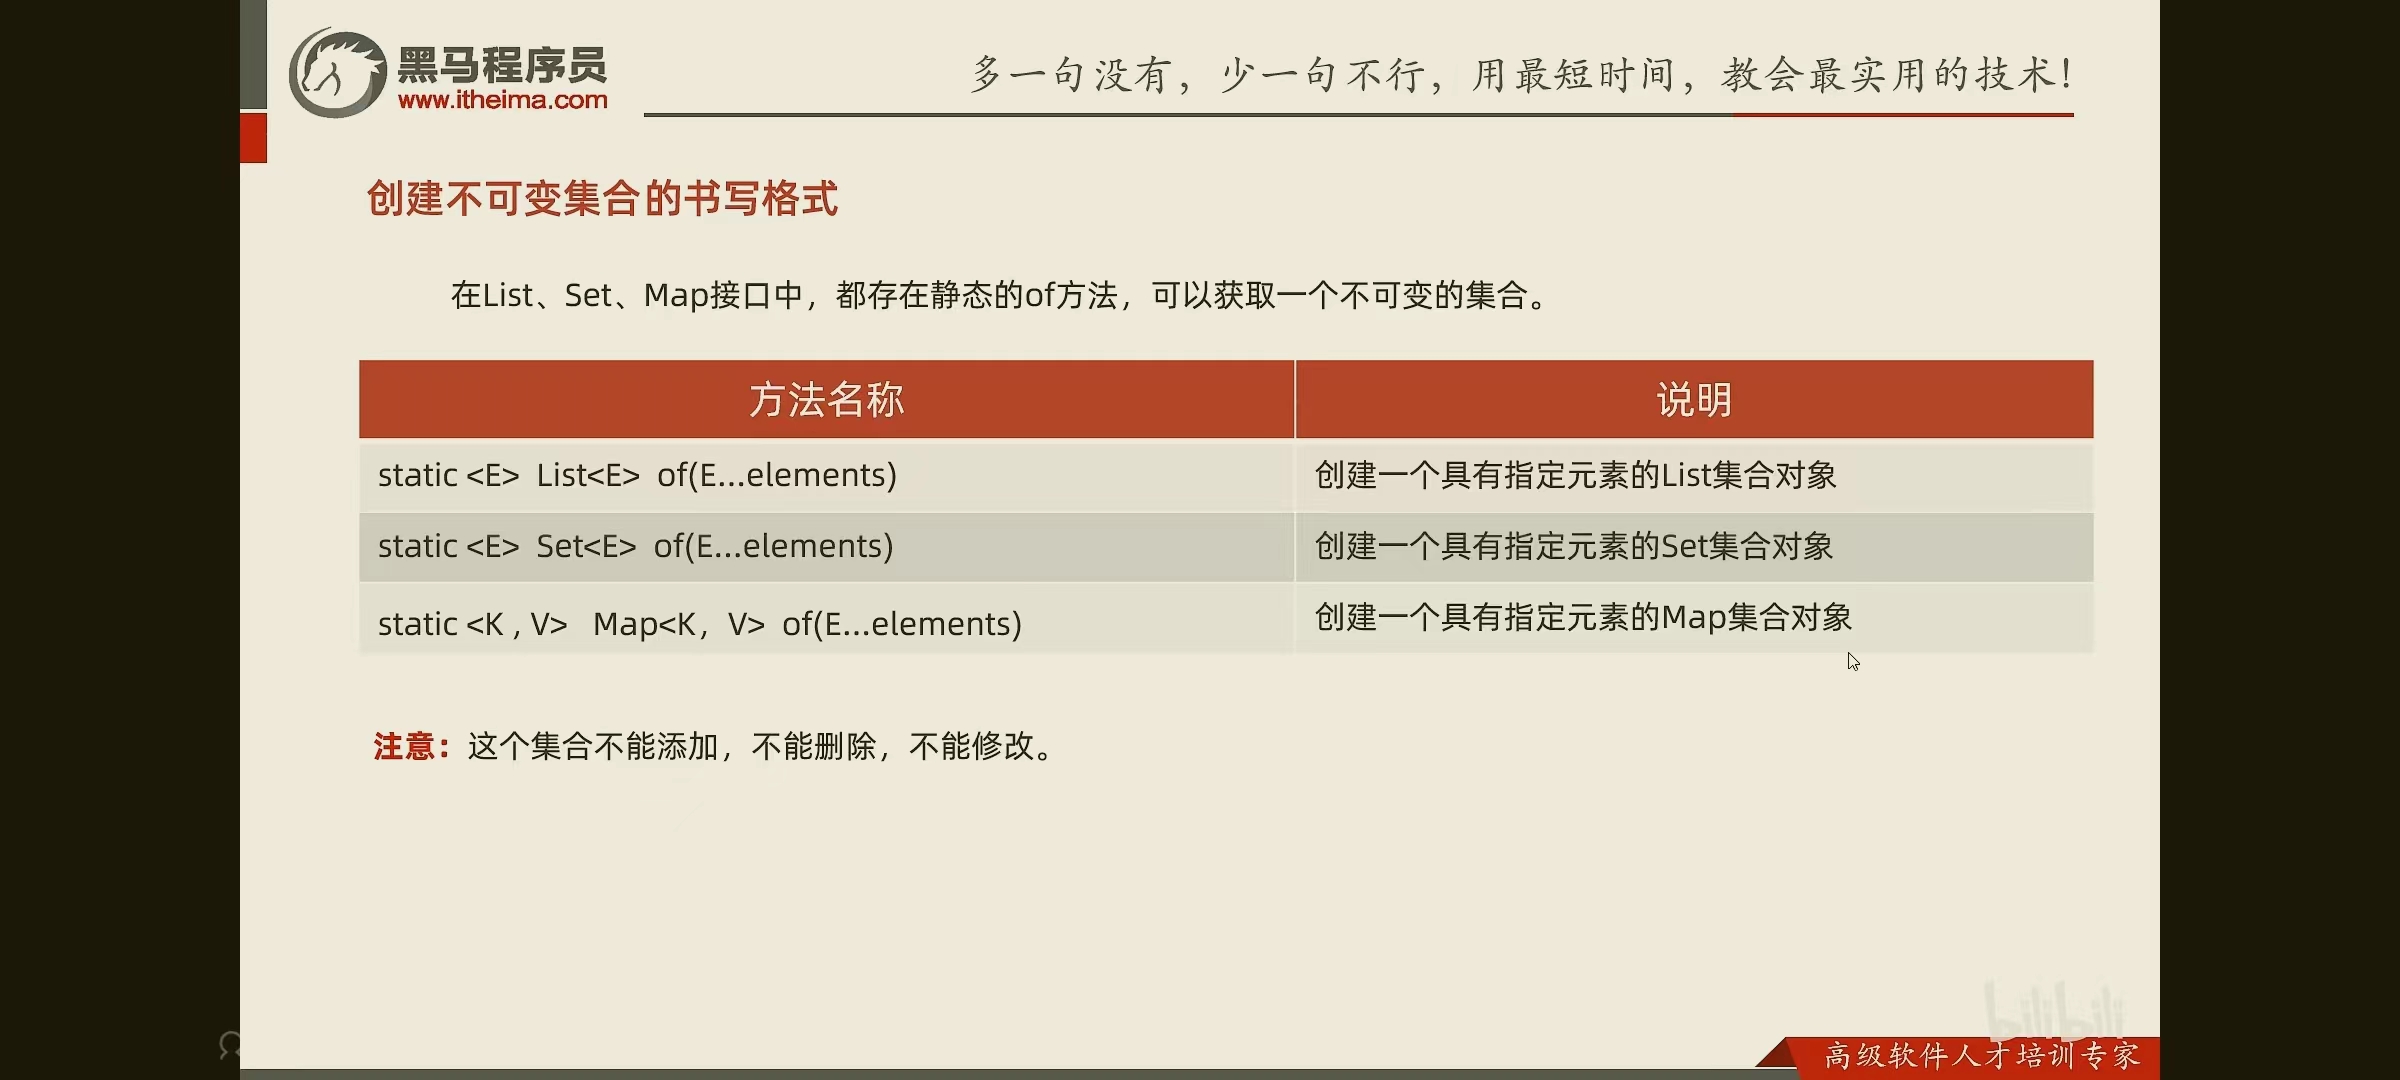 黑马程序员
www.itheima.com
多一句没有，少一句不行，用最短时间，教会最实用的技术！
创建不可变集合的书写格式
在List、Set、Map接口中，都存在静态的of方法，可以获取一个不可变的集合。
方法名称 说明
static <E>  List<E>  of(E...elements) 创建一个具有指定元素的List集合对象
static <E>  Set<E>  of(E...elements) 创建一个具有指定元素的Set集合对象
static <K , V>   Map<K，V>  of(E...elements) 创建一个具有指定元素的Map集合对象
注意：这个集合不能添加，不能删除，不能修改。
bilibili
高级软件人才培训专家